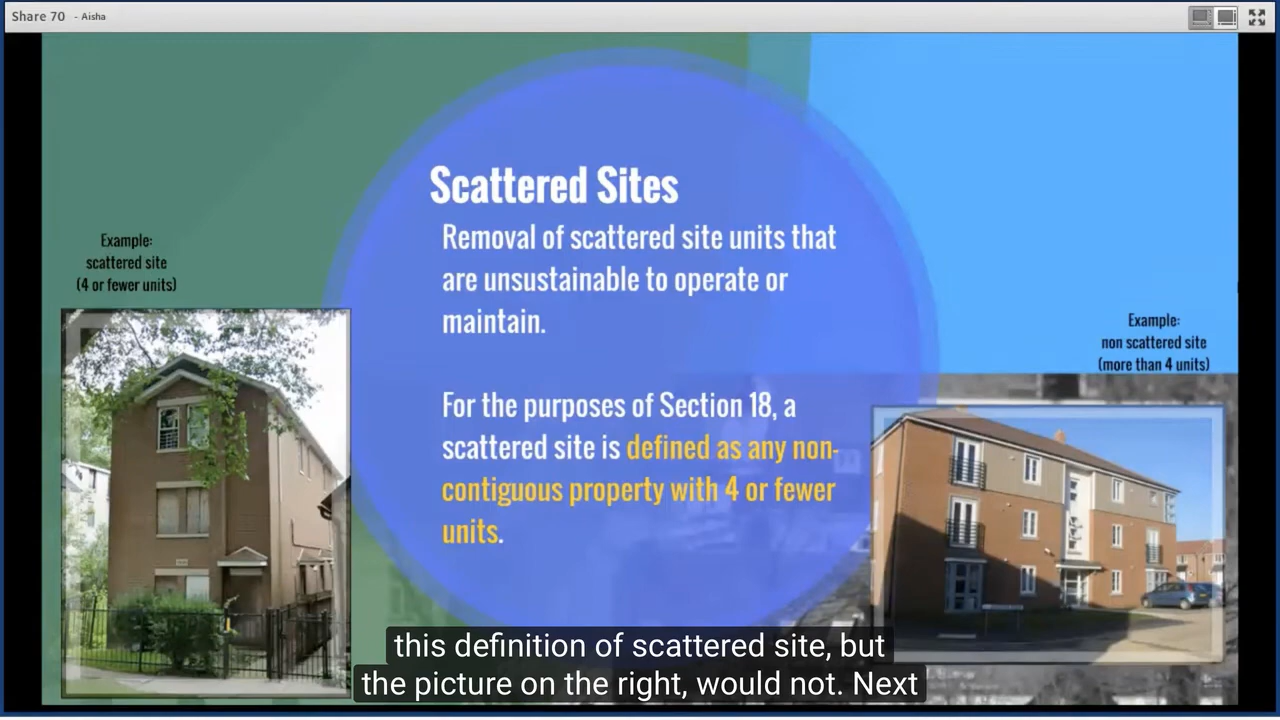 Share 70 - Aisha
Scattered Sites
Removal of scattered site units that
are unsustainable to operate or
maintain.
For the purposes of Section 18, a
scattered site is defined as any non-
contiguous property with 4 or fewer
units.
Example:
scattered site
(4 or fewer units)
Example:
non scattered site
(more than 4 units)
this definition of scattered site, but
the picture on the right, would not. Next